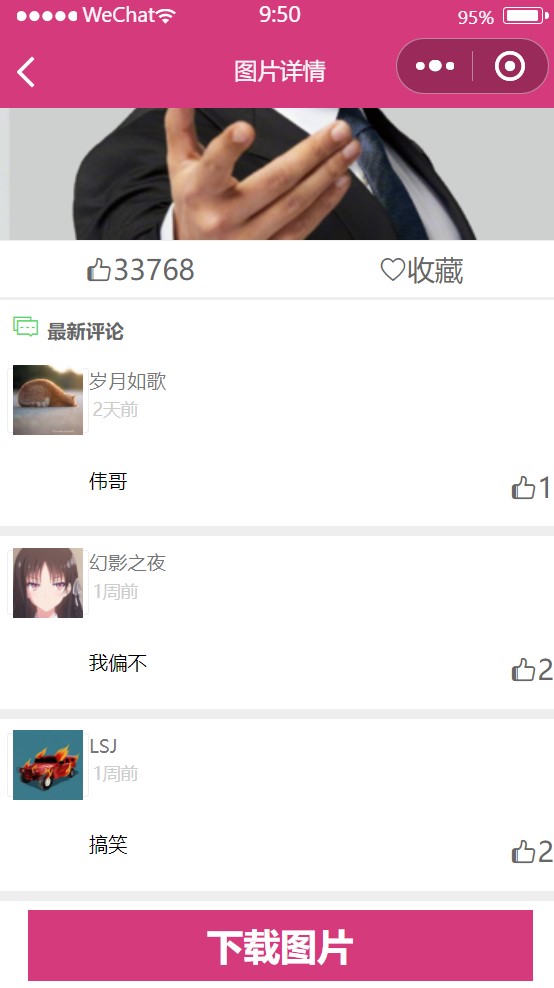 WeChat 9:50 95%
图片详情
33768 收藏
最新评论
岁月如歌
2天前
伟哥
1
幻影之夜
1周前
我偏不
2
LSJ
1周前
搞笑
2
下载图片